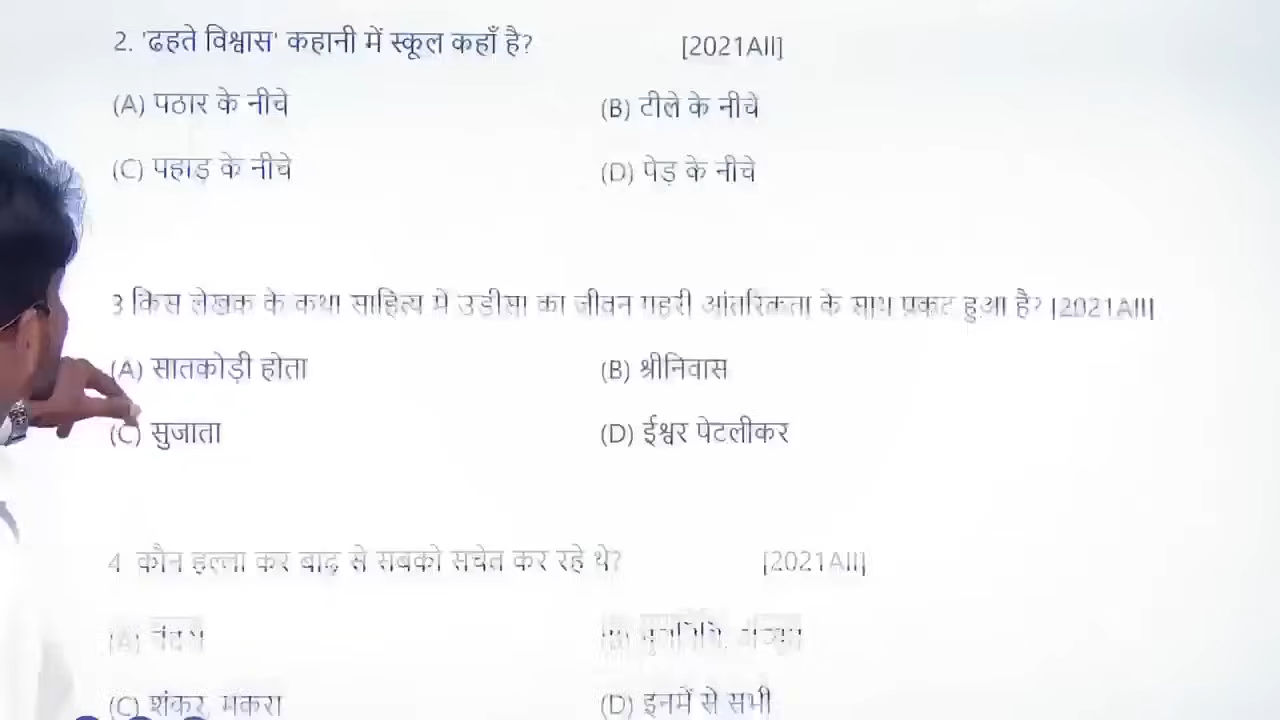 2. 'ढहते विश्वास' कहानी में स्कूल कहाँ है? [2021AII]
(A) पठार के नीचे (B) टीले के नीचे
(C) पहाड़ के नीचे (D) पेड़ के नीचे
3 किस लेखक के कथा साहित्य में उड़ीसा का जीवन गहरी आंतरिकता के साथ प्रकट हुआ है? [2021AII]
(A) सातकोड़ी होता (B) श्रीनिवास
(C) सुजाता (D) ईश्वर पेटलीकर
4 कौन हल्ला कर बाढ़ से सबको सचेत कर रहे थे? [2021AII]
(A) (B)
(C) शंकर, मकरा (D) इनमें से सभी